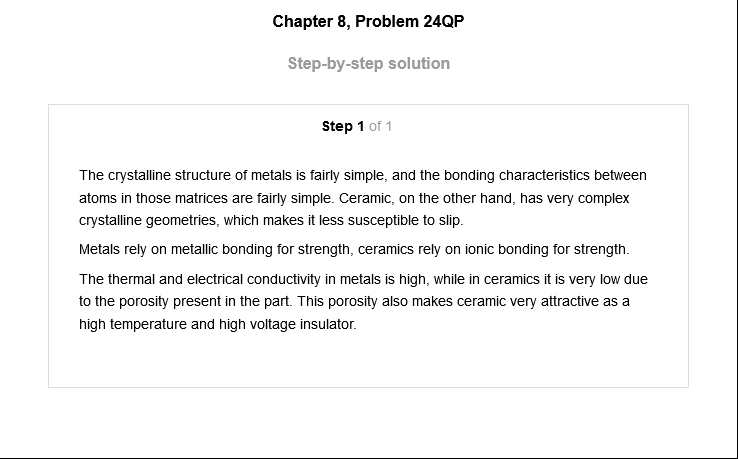 Chapter 8, Problem 24QP
Step-by-step solution
Step 1 of 1
The crystalline structure of metals is fairly simple, and the bonding characteristics between
atoms in those matrices are fairly simple. Ceramic, on the other hand, has very complex
crystalline geometries, which makes it less susceptible to slip.
Metals rely on metallic bonding for strength, ceramics rely on ionic bonding for strength.
The thermal and electrical conductivity in metals is high, while in ceramics it is very low due
to the porosity present in the part. This porosity also makes ceramic very attractive as a
high temperature and high voltage insulator.